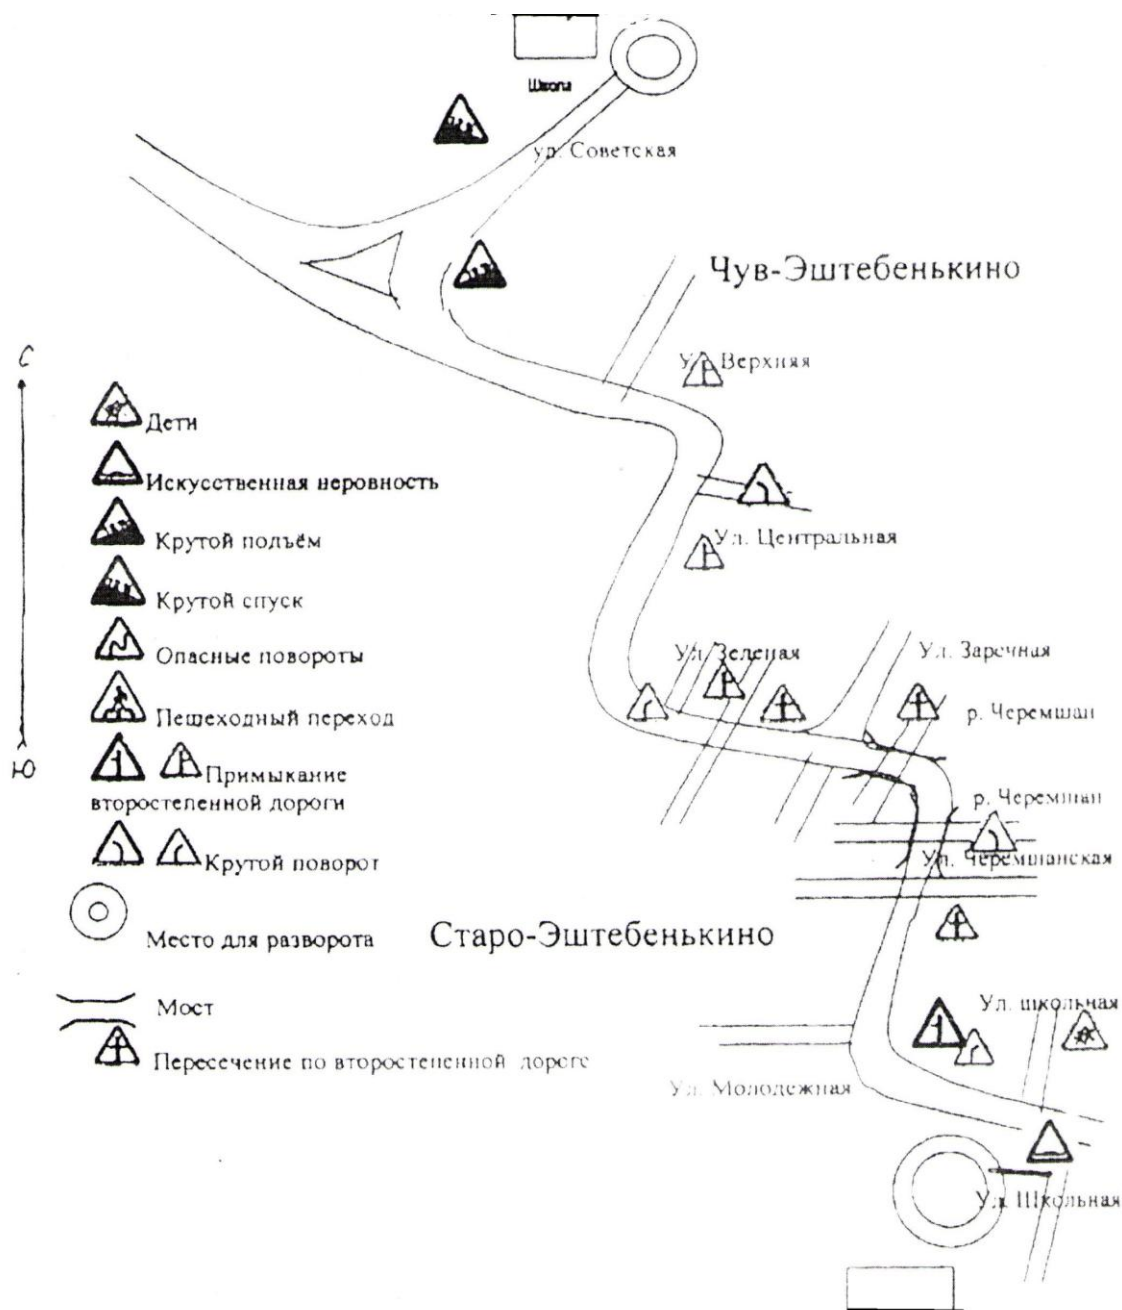 Школа
ул. Советская
Чув-Эштебенькино
С
Ул. Верхняя
Дети
Искусственная неровность
Ул. Центральная
Крутой подъём
Крутой спуск
Ул. Зеленая
Ул. Заречная
Опасные повороты
Пешеходный переход
р. Черемшан
Ю
Примыкание
второстепенной дороги
р. Черемшан
Крутой поворот
Ул. Черемшанская
Место для разворота
Старо-Эштебенькино
Мост
Ул. школьная
Пересечение по второстепенной дороге
Ул. Молодежная
Ул. Школьная